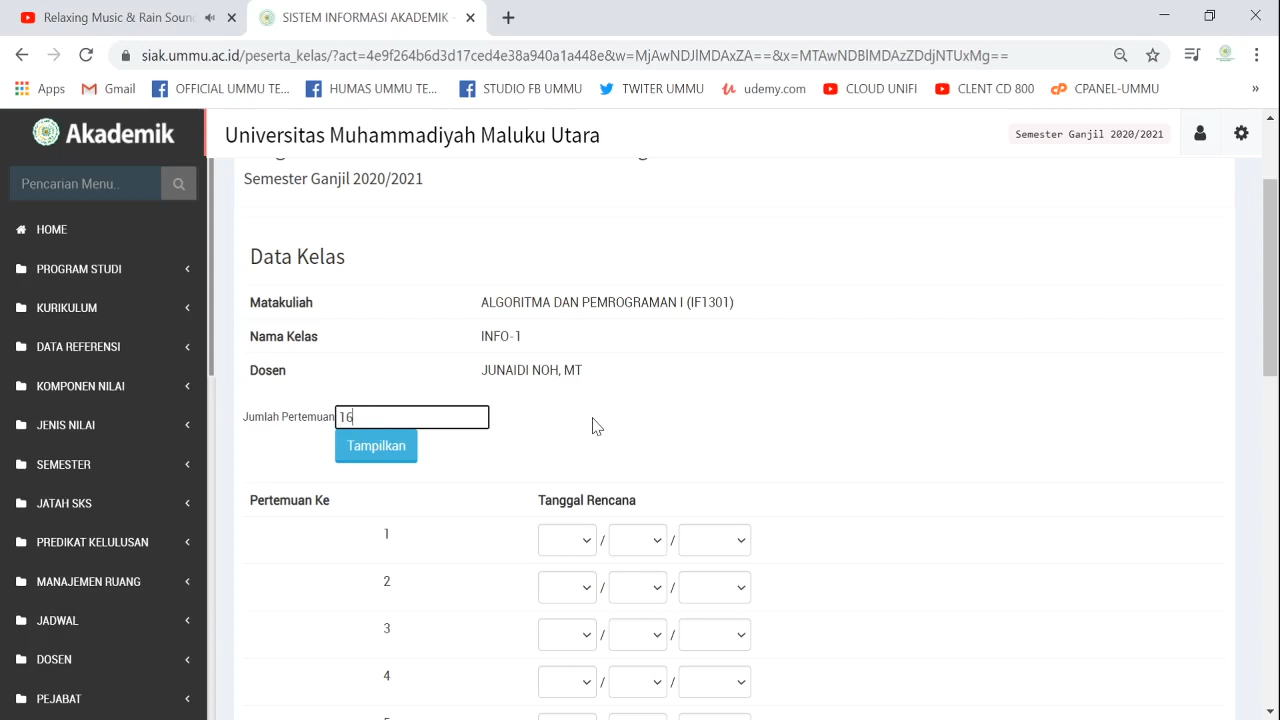 Relaxing Music & Rain Soun
SISTEM INFORMASI AKADEMIK -
siak.ummu.ac.id/peserta_kelas/?act=4e9f264b6d3d17ced4e38a940a1a448e&w=MjAwNDJlMDAxZA==&x=MTAwNDBlMDAzZDdjNTUxMg==
Apps
Gmail
OFFICIAL UMMU TE...
HUMAS UMMU TE...
STUDIO FB UMMU
TWITER UMMU
udemy.com
CLOUD UNIFI
CLENT CD 800
CPANEL-UMMU
»
Akademik
Universitas Muhammadiyah Maluku Utara
Semester Ganjil 2020/2021
Pencarian Menu..
HOME
PROGRAM STUDI
KURIKULUM
DATA REFERENSI
KOMPONEN NILAI
JENIS NILAI
SEMESTER
JATAH SKS
PREDIKAT KELULUSAN
MANAJEMEN RUANG
JADWAL
DOSEN
PEJABAT
Semester Ganjil 2020/2021
Data Kelas
Matakuliah ALGORITMA DAN PEMROGRAMAN I (IF1301)
Nama Kelas INFO-1
Dosen JUNAIDI NOH, MT
Jumlah Pertemuan 16
Tampilkan
Pertemuan Ke Tanggal Rencana
1 / /
2 / /
3 / /
4 / /